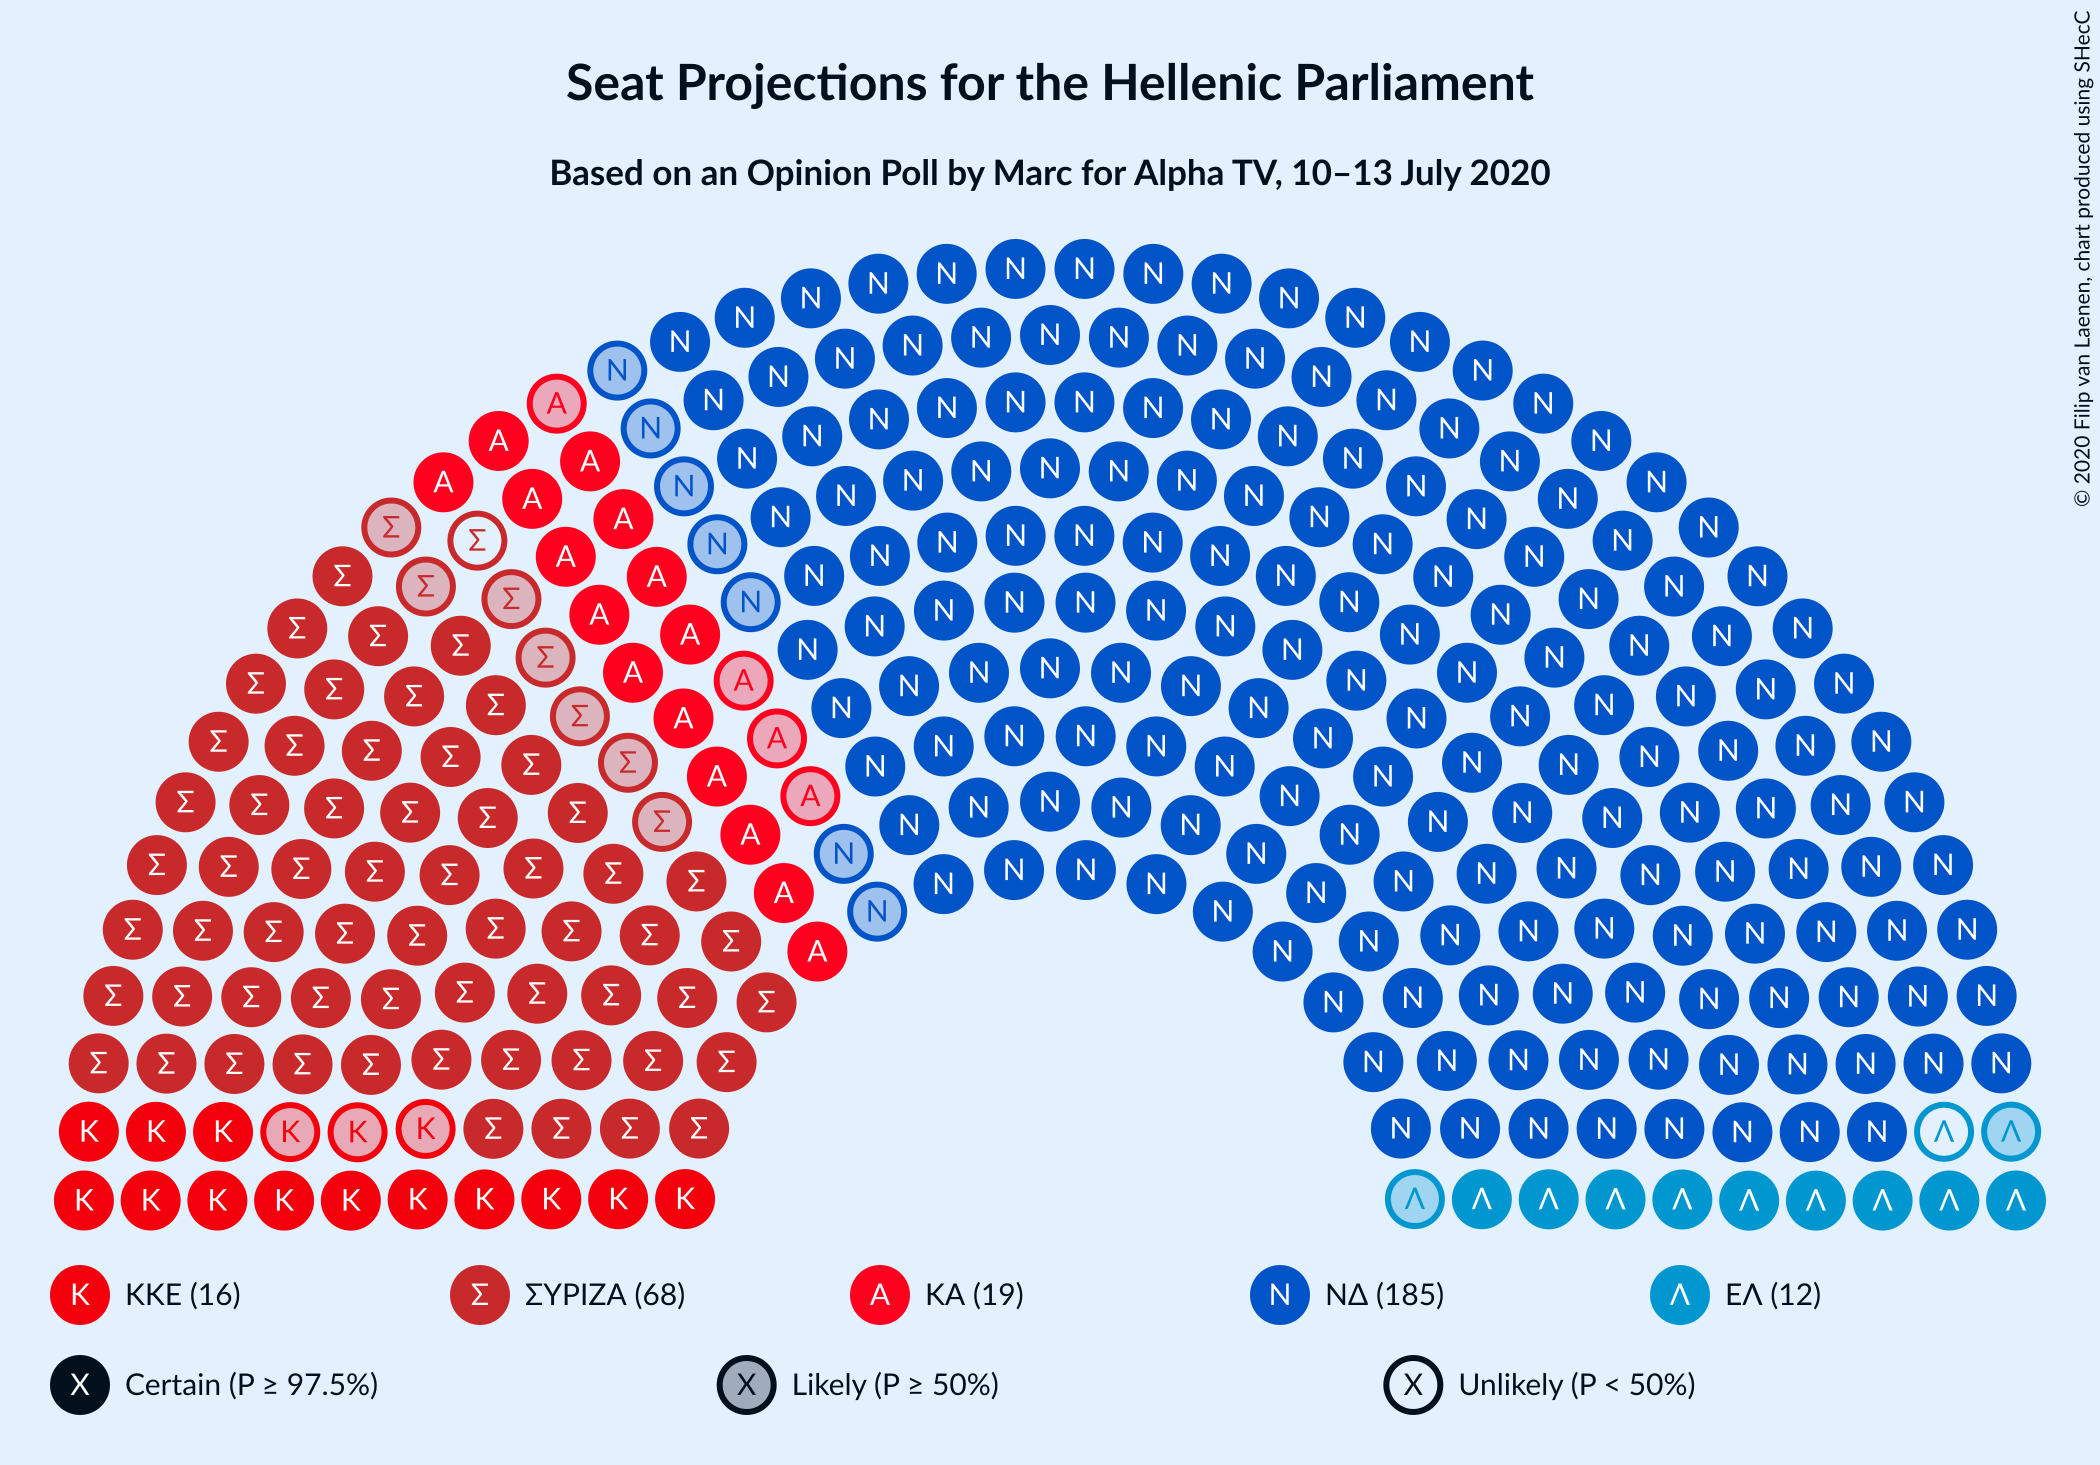 Seat Projections for the Hellenic Parliament
Based on an Opinion Poll by Marc for Alpha TV, 10–13 July 2020
© 2020 Filip van Laenen, chart produced using SHecC
Κ ΚΚΕ (16) Σ ΣΥΡΙΖΑ (68) Α ΚΑ (19) Ν ΝΔ (185) Λ ΕΛ (12)
X Certain (P ≥ 97.5%) X Likely (P ≥ 50%) X Unlikely (P < 50%)